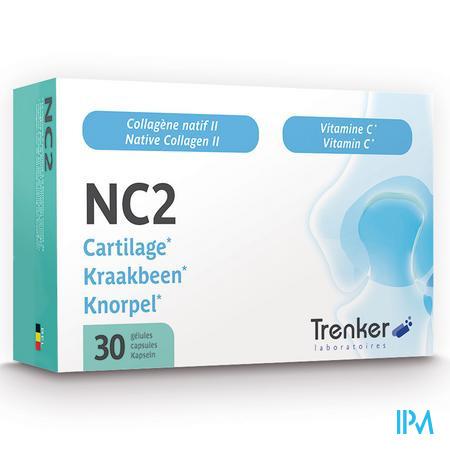 NC2
Collagène natif II
Native Collagen II
Vitamine C*
Vitamin C*
NC2
Cartilage*
Kraakbeen*
Knorpel*
30
gélules
capsules
Kapseln
Trenker
laboratoires
IPM